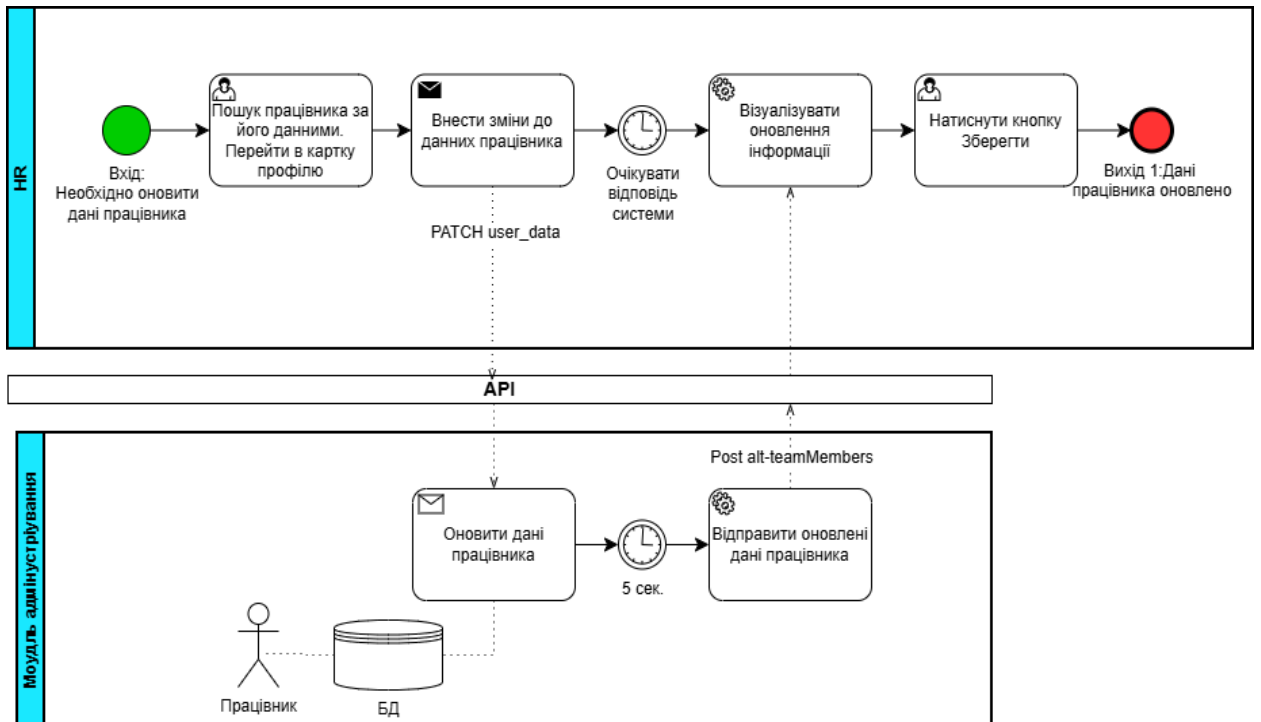 HR
Пошук працівника за
його данними.
Перейти в картку
профілю
Внести зміни до
данних працівника
Візуалізувати
оновлення
інформації
Натиснути кнопку
Зберегти
Вхід:
Необхідно оновити
дані працівника
Очікувати
відповідь
системи
Вихід 1:Дані
працівника оновлено
PATCH user_data
API
Моудль адмінустріування
Post alt-teamMembers
Оновити дані
працівника
5 сек.
Відправити оновлені
дані працівника
Працівник
БД